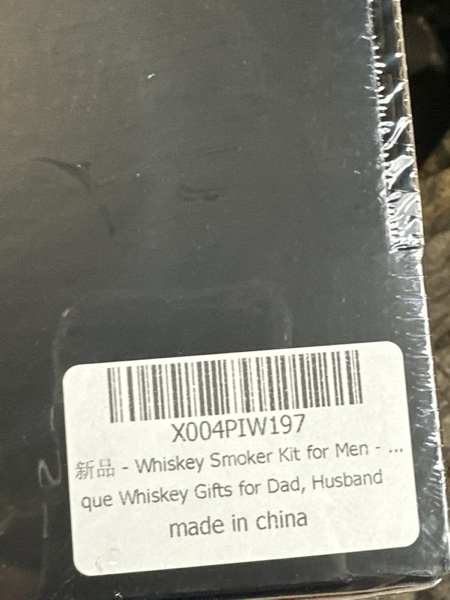 X004PIW197
新品 - Whiskey Smoker Kit for Men - ...
que Whiskey Gifts for Dad, Husband
made in china